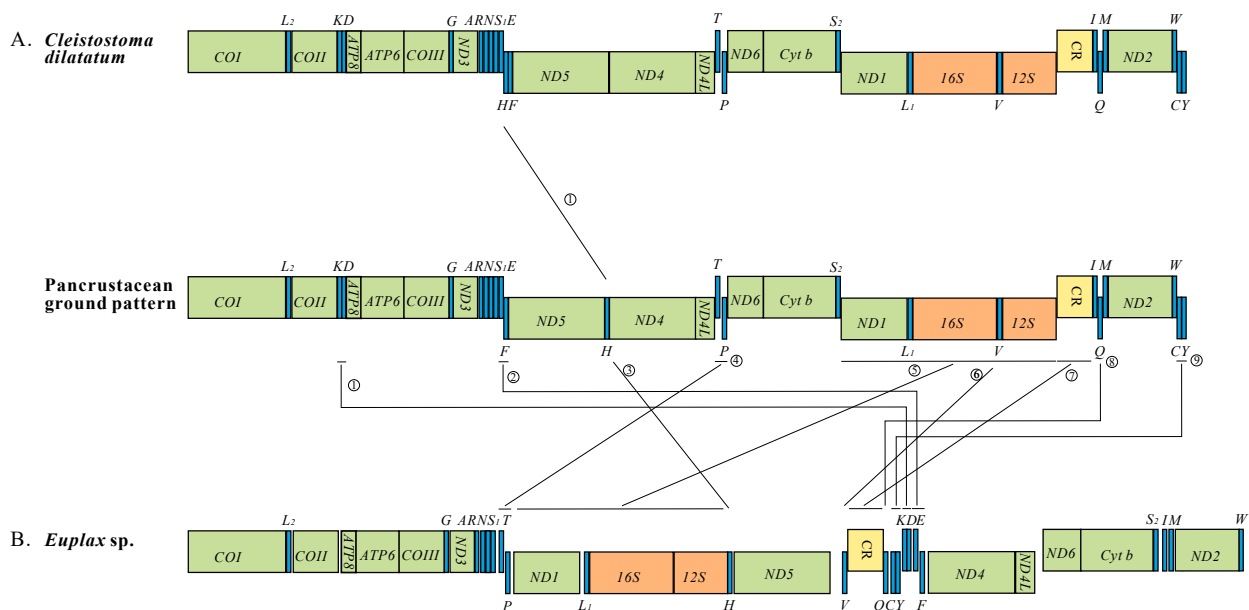 L2 KD G ARNS1E T S2 I M W
A. Cleistostoma dilatatum
COI COII ATP8 ATP6 COIII ND3 ND5 ND4 ND4L ND6 Cyt b ND1 16S 12S CR ND2
HF P L1 V Q CY
①
L2 KD G ARNS1E T S2 I M W
Pancrustacean ground pattern
COI COII ATP8 ATP6 COIII ND3 ND5 ND4 ND4L ND6 Cyt b ND1 16S 12S CR ND2
F H P L1 V Q CY
① ② ③ ④ ⑤ ⑥ ⑦ ⑧ ⑨
L2 G ARNS1 T KDE S2 IM W
B. Euplax sp.
COI COII ATP8 ATP6 COIII ND3 ND1 16S 12S ND5 CR ND4 ND4L ND6 Cyt b ND2
P L1 H V QCY F